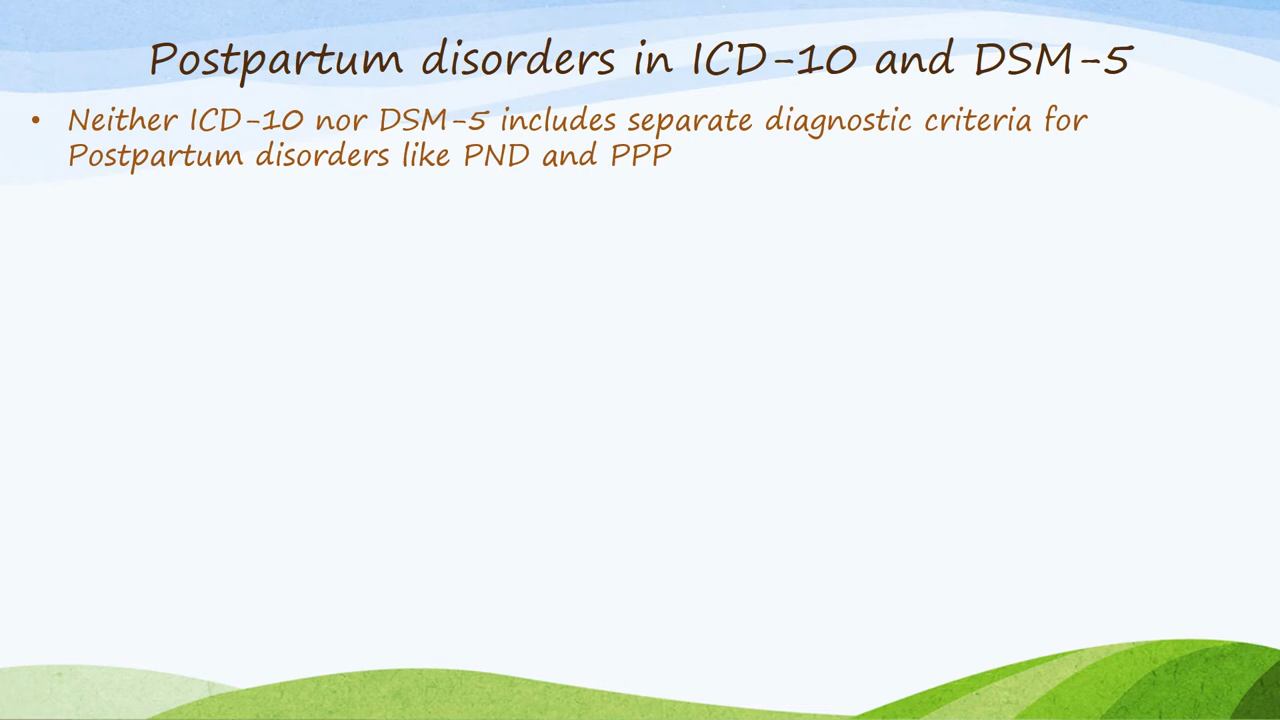 Postpartum disorders in ICD-10 and DSM-5
• Neither ICD-10 nor DSM-5 includes separate diagnostic criteria for
Postpartum disorders like PND and PPP